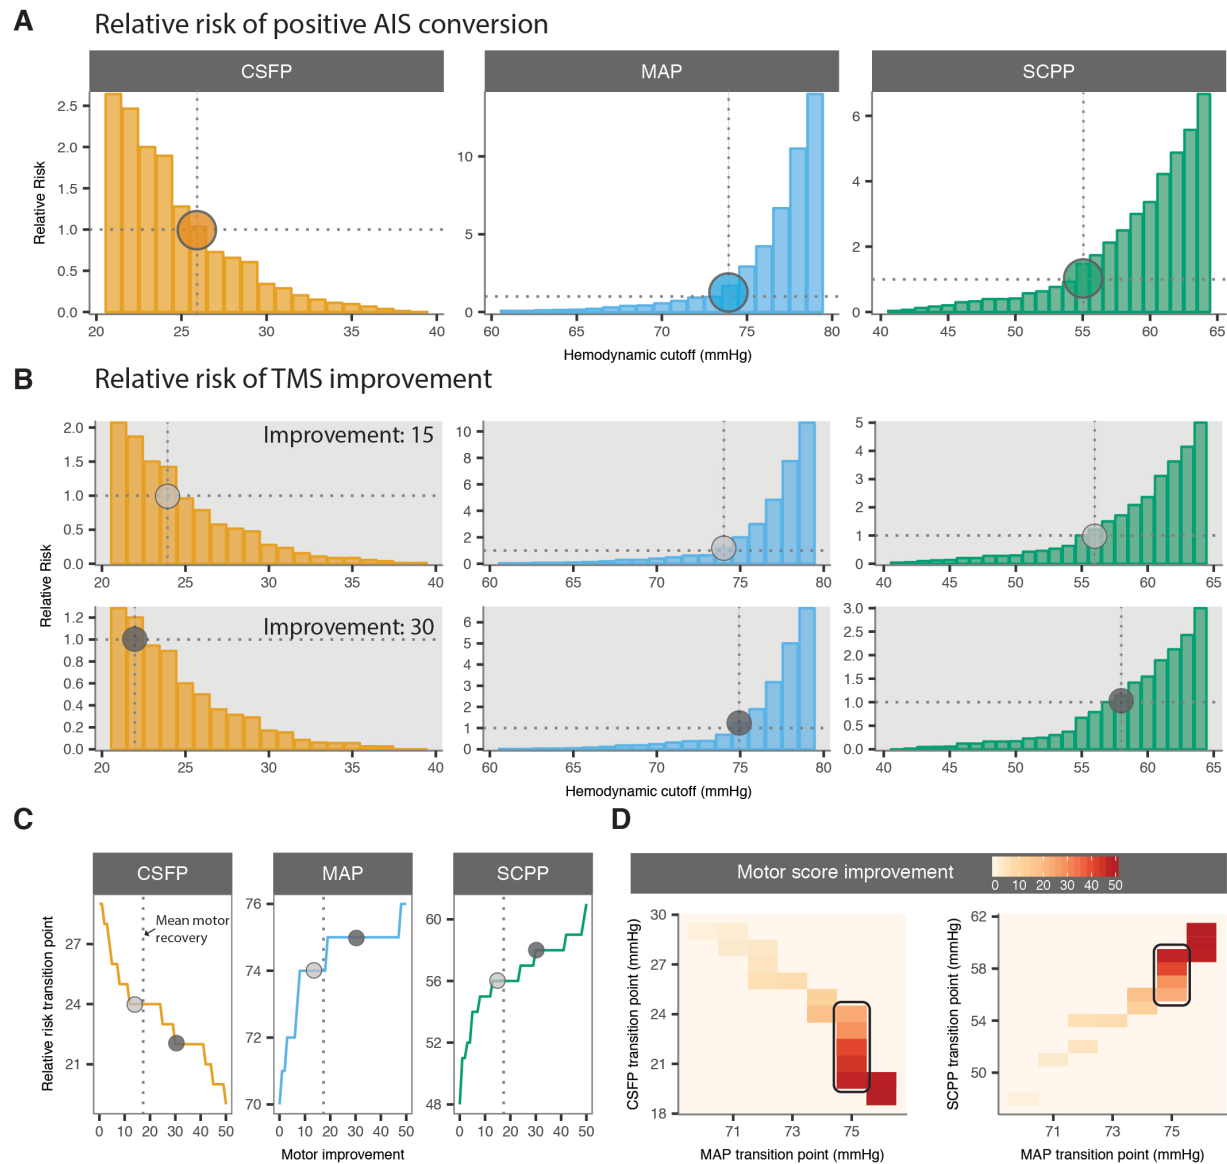 A Relative risk of positive AIS conversion
CSFP MAP SCPP
Relative Risk
2.5
2.0
1.5
1.0
0.5
0.0
20 25 30 35 40
10
5
0
60 65 70 75 80
6
4
2
0
40 45 50 55 60 65
Hemodynamic cutoff (mmHg)
B Relative risk of TMS improvement
Relative Risk
Improvement: 15
2.0
1.5
1.0
0.5
0.0
20 25 30 35 40
10
8
6
4
2
0
60 65 70 75 80
5
4
3
2
1
0
40 45 50 55 60 65
Improvement: 30
1.2
1.0
0.8
0.6
0.4
0.2
0.0
20 25 30 35 40
6
5
4
3
2
1
0
60 65 70 75 80
3.0
2.5
2.0
1.5
1.0
0.5
0.0
40 45 50 55 60 65
Hemodynamic cutoff (mmHg)
C
CSFP MAP SCPP
Relative risk transition point
Mean motor
recovery
27
24
21
0 10 20 30 40 50
76
74
72
70
0 10 20 30 40 50
60
56
52
48
0 10 20 30 40 50
Motor improvement
D
Motor score improvement
0 10 20 30 40 50
CSFP transition point (mmHg)
30
27
24
21
18
71 73 75
MAP transition point (mmHg)
SCPP transition point (mmHg)
62
58
54
50
71 73 75
MAP transition point (mmHg)